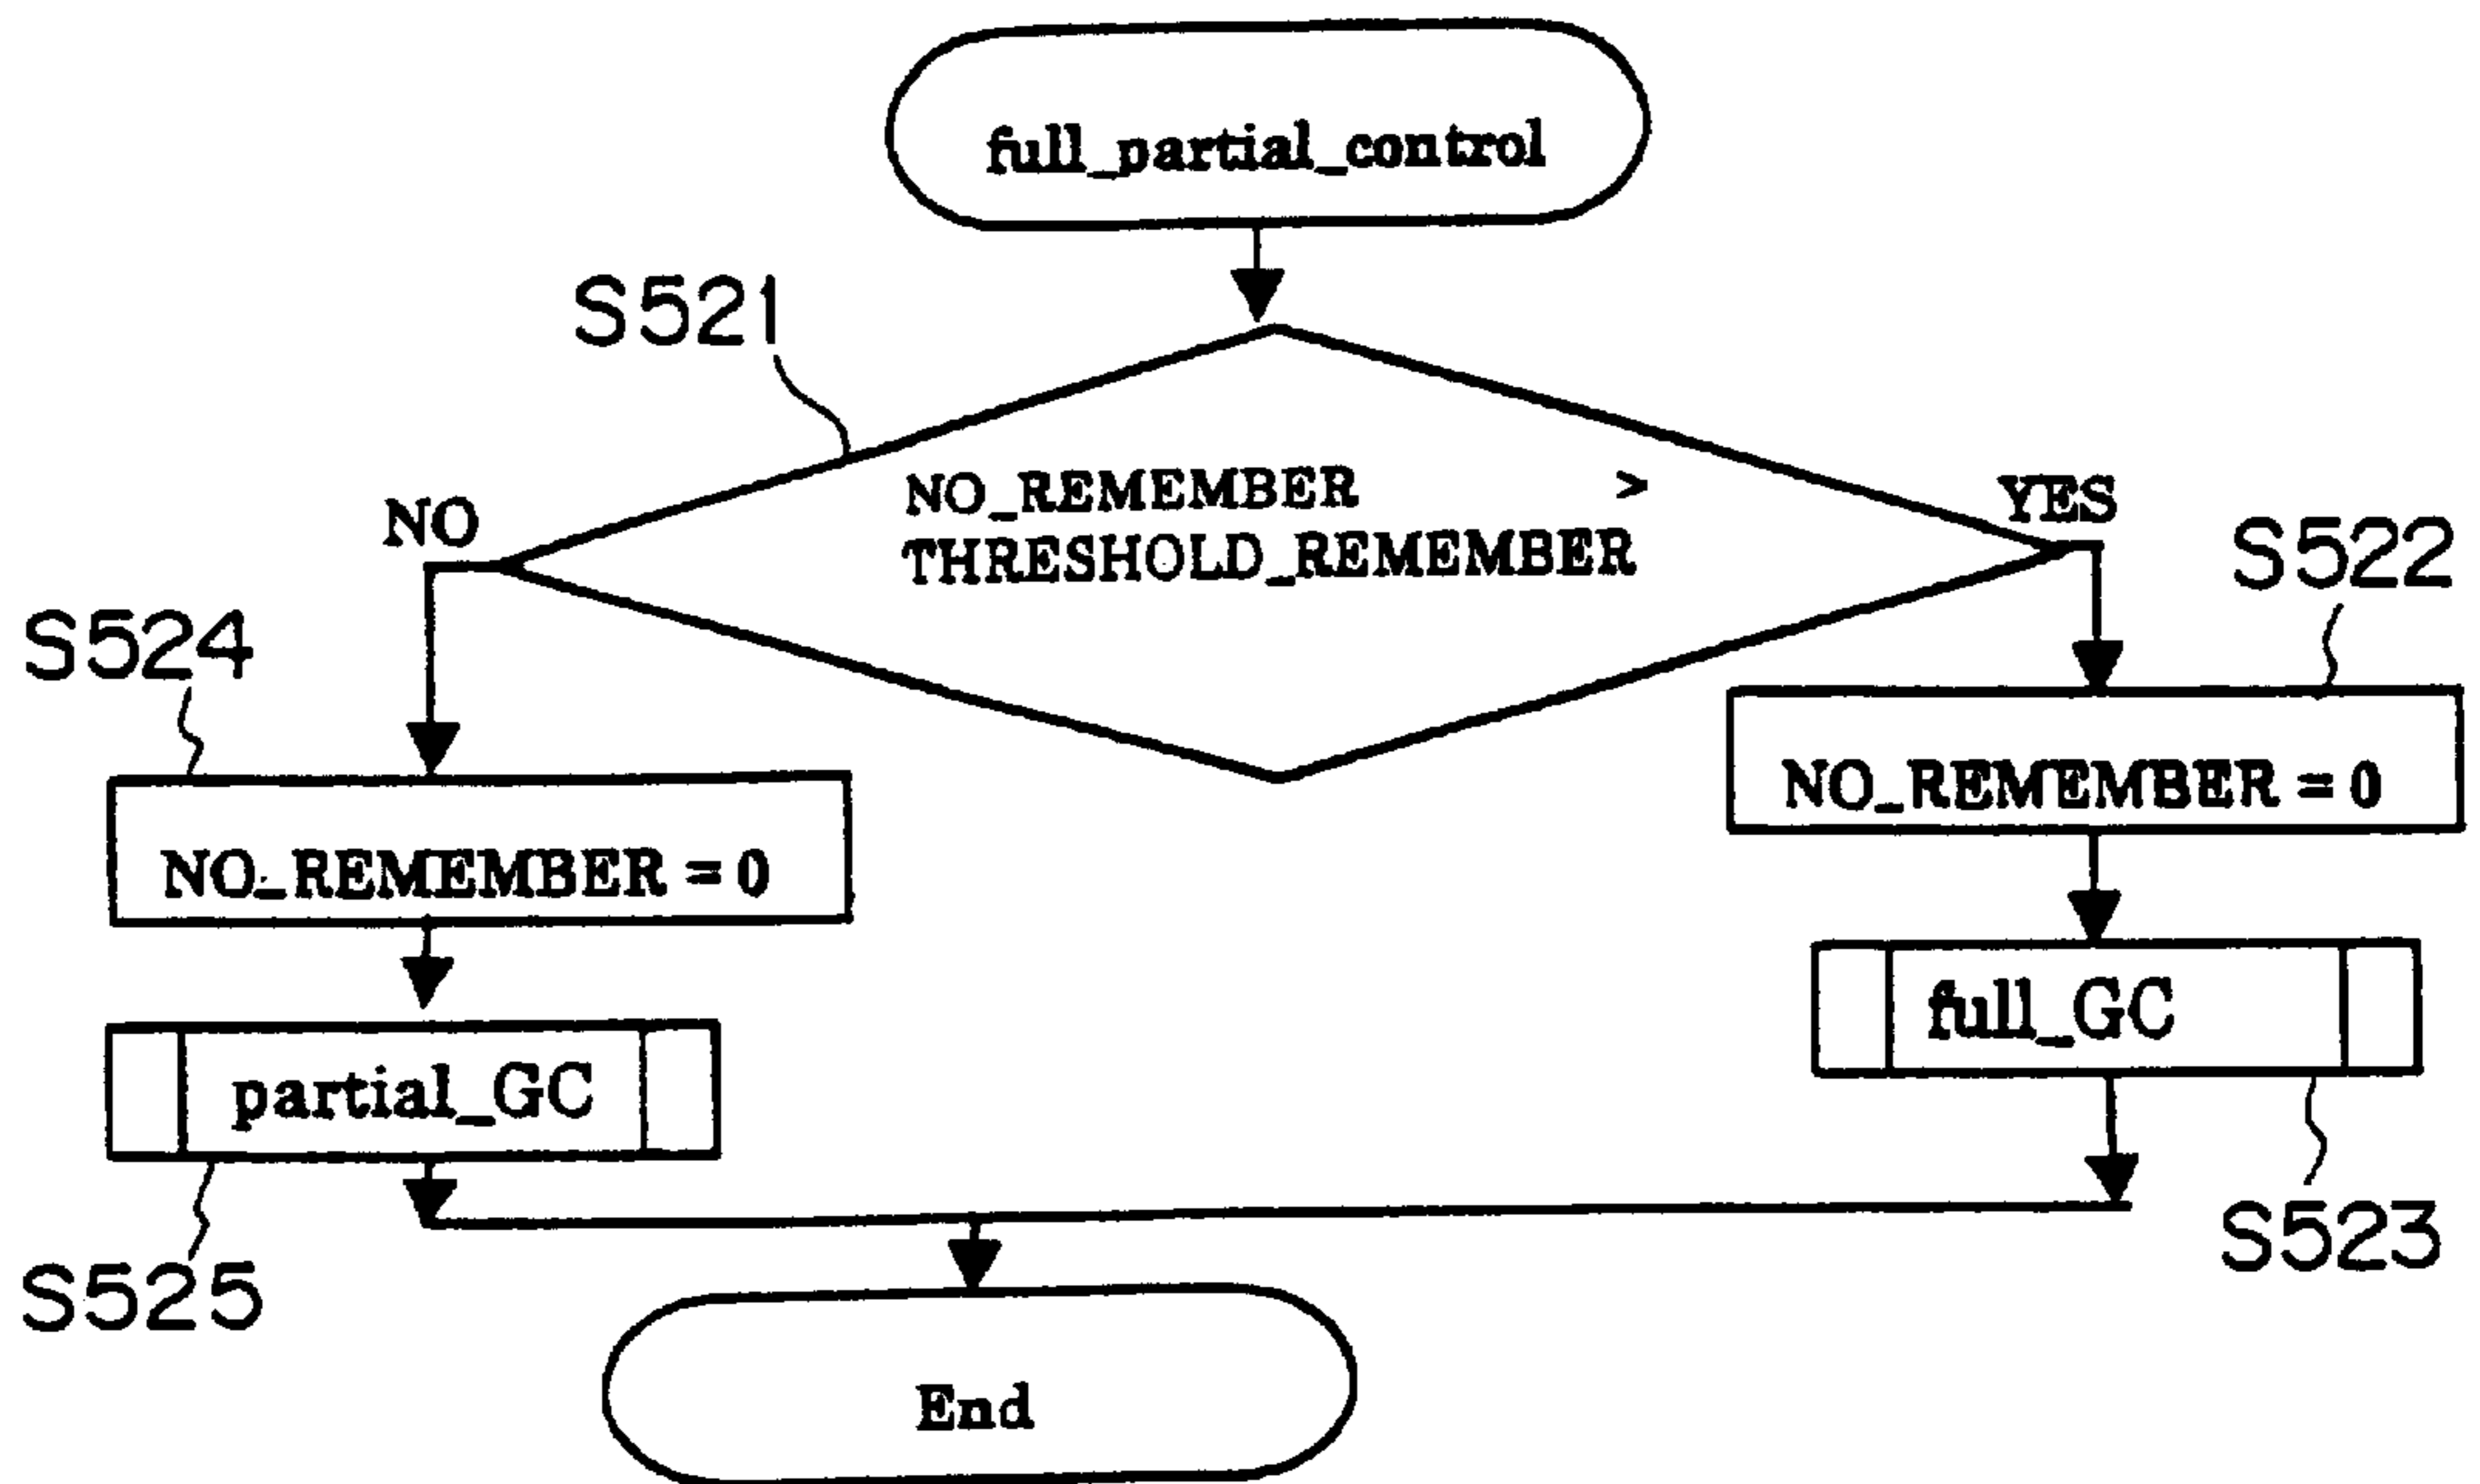 full_partial_control
S521
NO_REMEMBER >
THRESHOLD_REMEMBER
NO
YES
S522
S524
NO_REMEMBER = 0
NO_REMEMBER = 0
full_GC
partial_GC
S523
S525
End